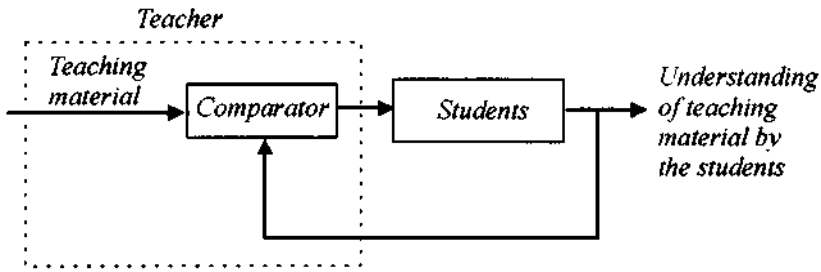 Teacher
Teaching
material
Comparator
Students
Understanding
of teaching
material by
the students